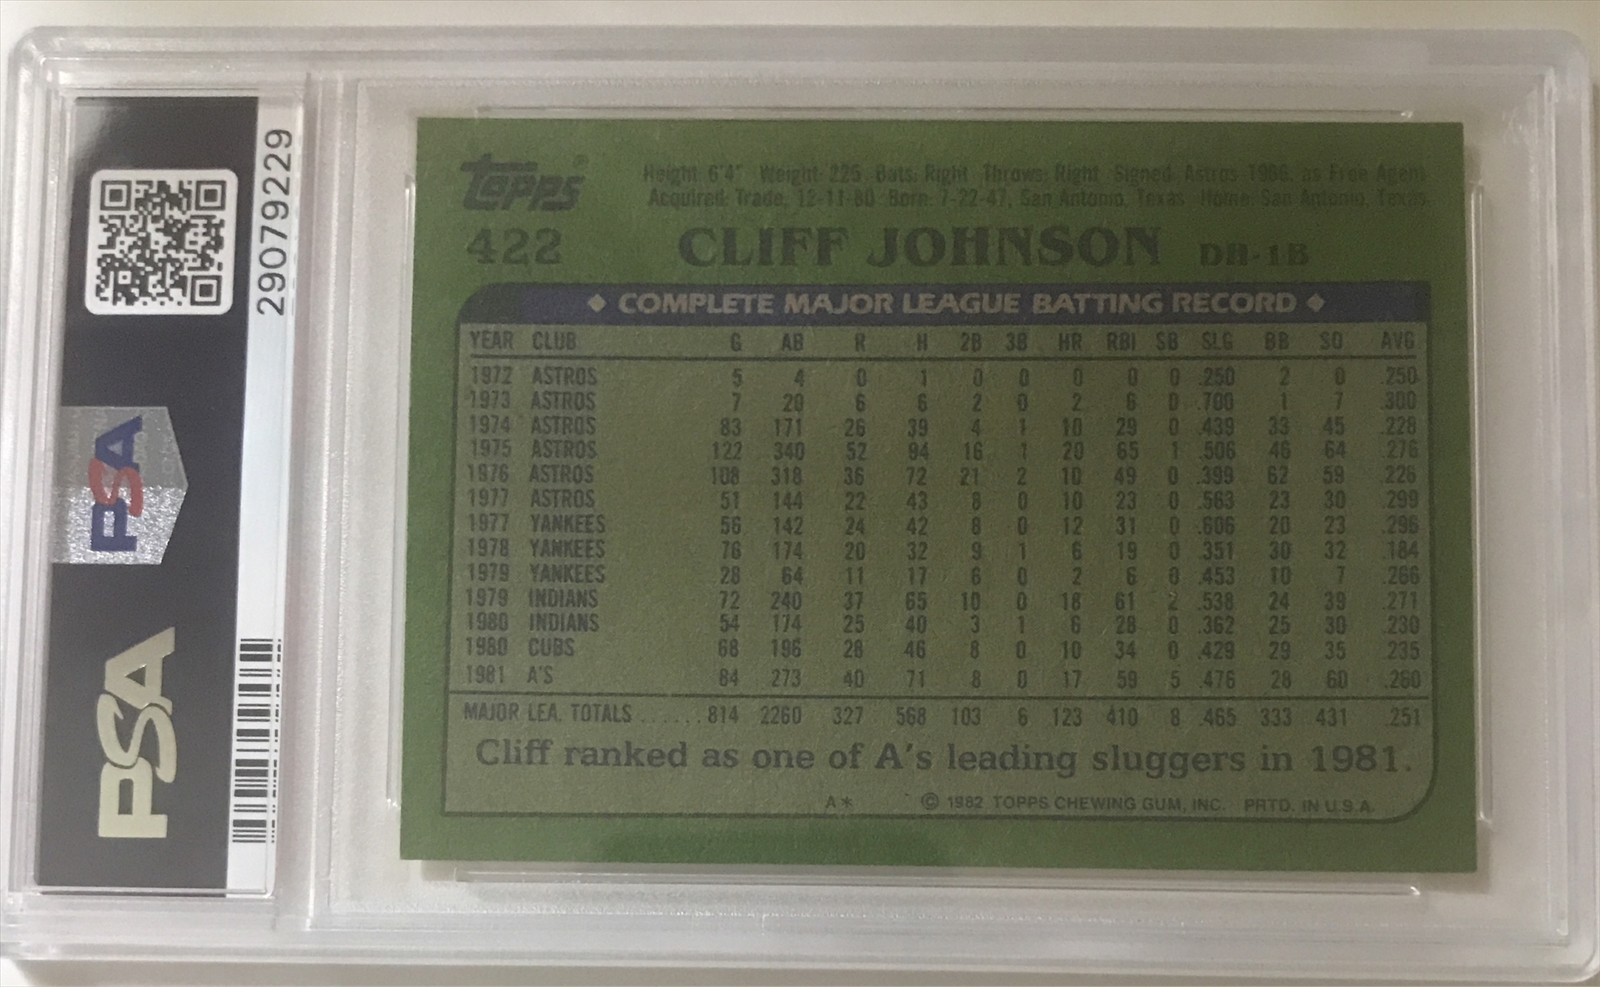 29079229
PSA
PSA
Topps®
Height 6'4" Weight: 225 Bats: Right Throws: Right Signed: Astros 1966, as Free Agent
Acquired: Trade, 12-11-80 Born: 7-22-47, San Antonio, Texas Home: San Antonio, Texas
422 CLIFF JOHNSON DH-1B
◆ COMPLETE MAJOR LEAGUE BATTING RECORD ◆
YEAR CLUB G AB R H 2B 3B HR RBI SB SLG BB SO AVG
1972 ASTROS 5 4 0 1 0 0 0 0 0 .250 2 0 .250
1973 ASTROS 7 20 6 6 2 0 2 6 0 .700 1 7 .300
1974 ASTROS 83 171 26 39 4 1 10 29 0 .439 33 45 .228
1975 ASTROS 122 340 52 94 16 1 20 65 1 .506 46 64 .276
1976 ASTROS 108 318 36 72 21 2 10 49 0 .399 62 59 .226
1977 ASTROS 51 144 22 43 8 0 10 23 0 .563 23 30 .299
1977 YANKEES 56 142 24 42 8 0 12 31 0 .606 20 23 .296
1978 YANKEES 76 174 20 32 9 1 6 19 0 .351 30 32 .184
1979 YANKEES 28 64 11 17 6 0 2 6 0 .453 10 7 .266
1979 INDIANS 72 240 37 65 10 0 18 61 2 .538 24 39 .271
1980 INDIANS 54 174 25 40 3 1 6 28 0 .362 25 30 .230
1980 CUBS 68 196 28 46 8 0 10 34 0 .429 29 35 .235
1981 A'S 84 273 40 71 8 0 17 59 5 .476 28 60 .260
MAJOR LEA. TOTALS ...... 814 2260 327 568 103 6 123 410 8 .465 333 431 .251
Cliff ranked as one of A's leading sluggers in 1981.
A* © 1982 TOPPS CHEWING GUM, INC. PRTD. IN U.S.A.